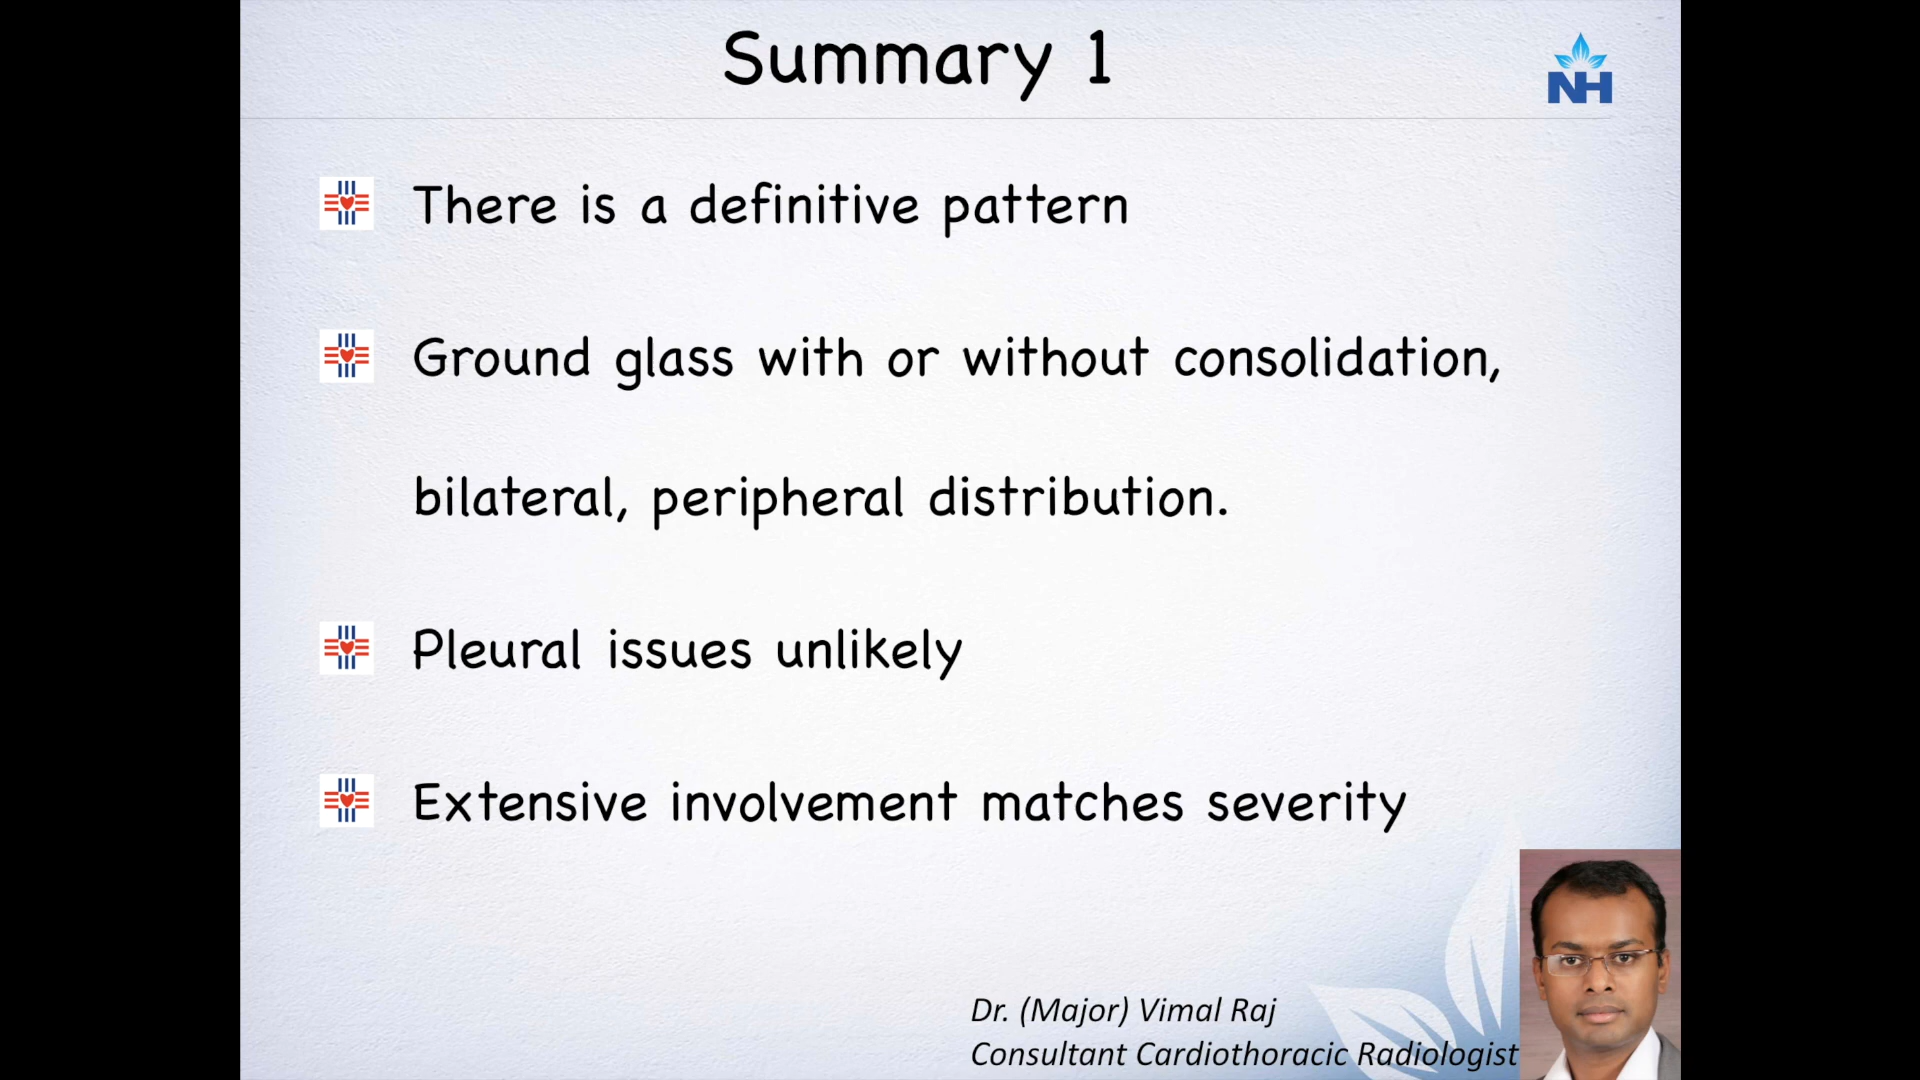 Summary 1
NH
There is a definitive pattern
Ground glass with or without consolidation,
bilateral, peripheral distribution.
Pleural issues unlikely
Extensive involvement matches severity
Dr. (Major) Vimal Raj
Consultant Cardiothoracic Radiologist